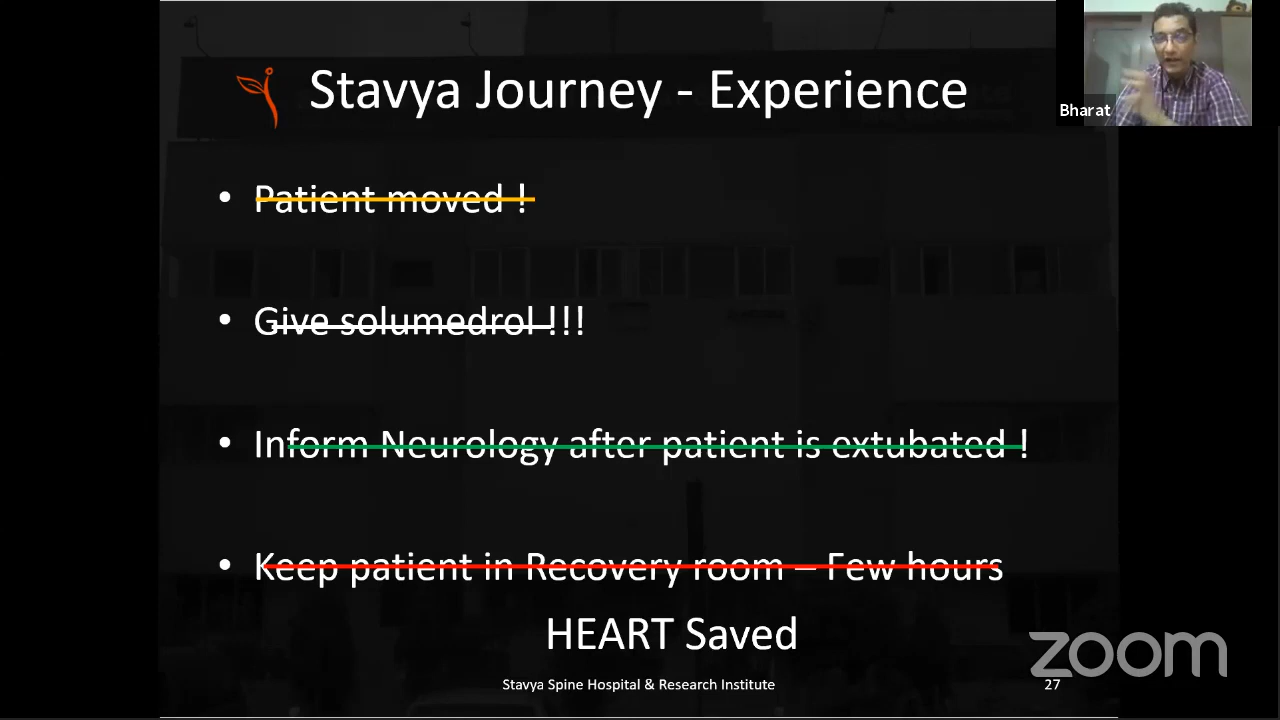 Stavya Journey - Experience
Bharat
• Patient moved !
• Give solumedrol !!!
• Inform Neurology after patient is extubated !
• Keep patient in Recovery room – Few hours
HEART Saved
zoom
Stavya Spine Hospital & Research Institute
27